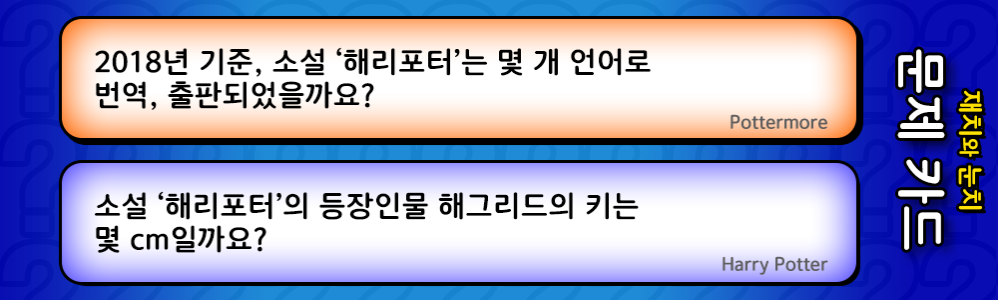 2018년 기준, 소설 ‘해리포터’는 몇 개 언어로
번역, 출판되었을까요?
Pottermore
소설 ‘해리포터’의 등장인물 해그리드의 키는
몇 cm일까요?
Harry Potter
재치와 눈치
문제 카드